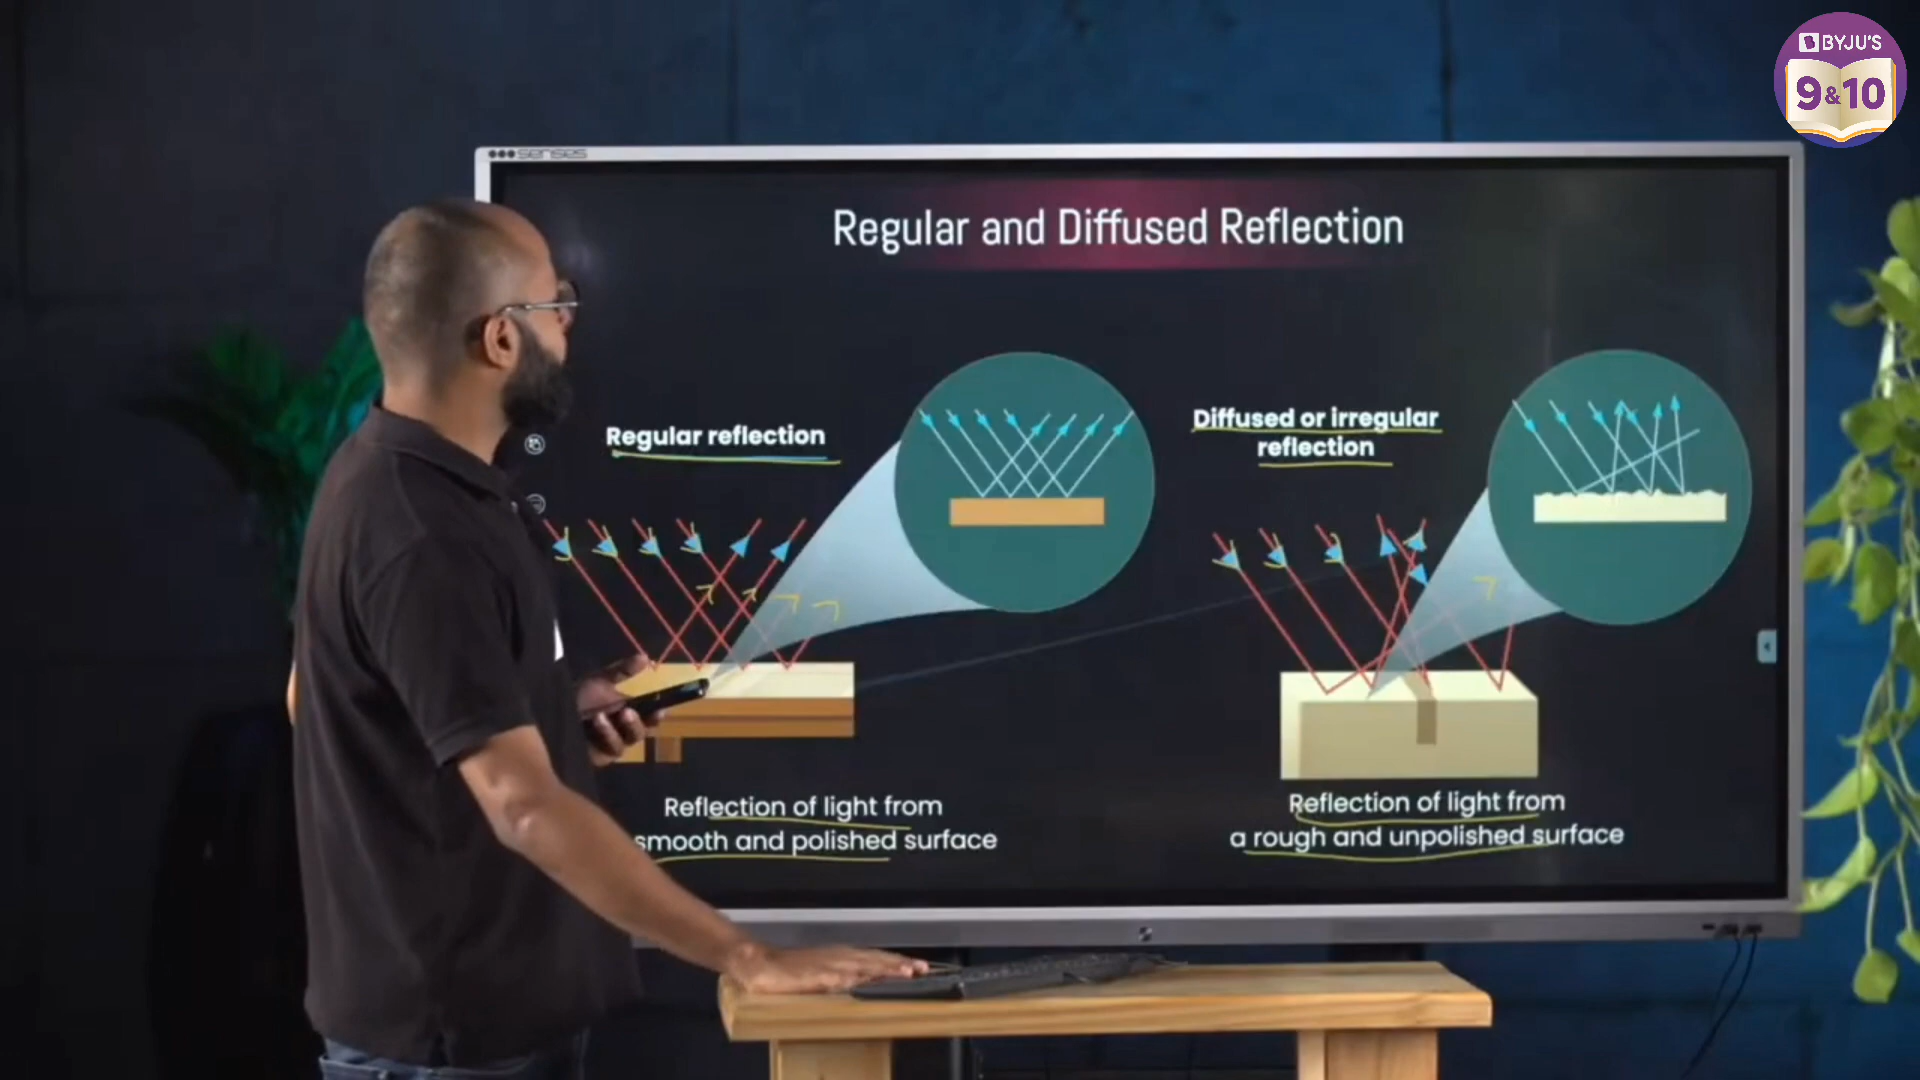 BYJU'S
9&10
senses
Regular and Diffused Reflection
Regular reflection
Diffused or irregular
reflection
Reflection of light from
smooth and polished surface
Reflection of light from
a rough and unpolished surface